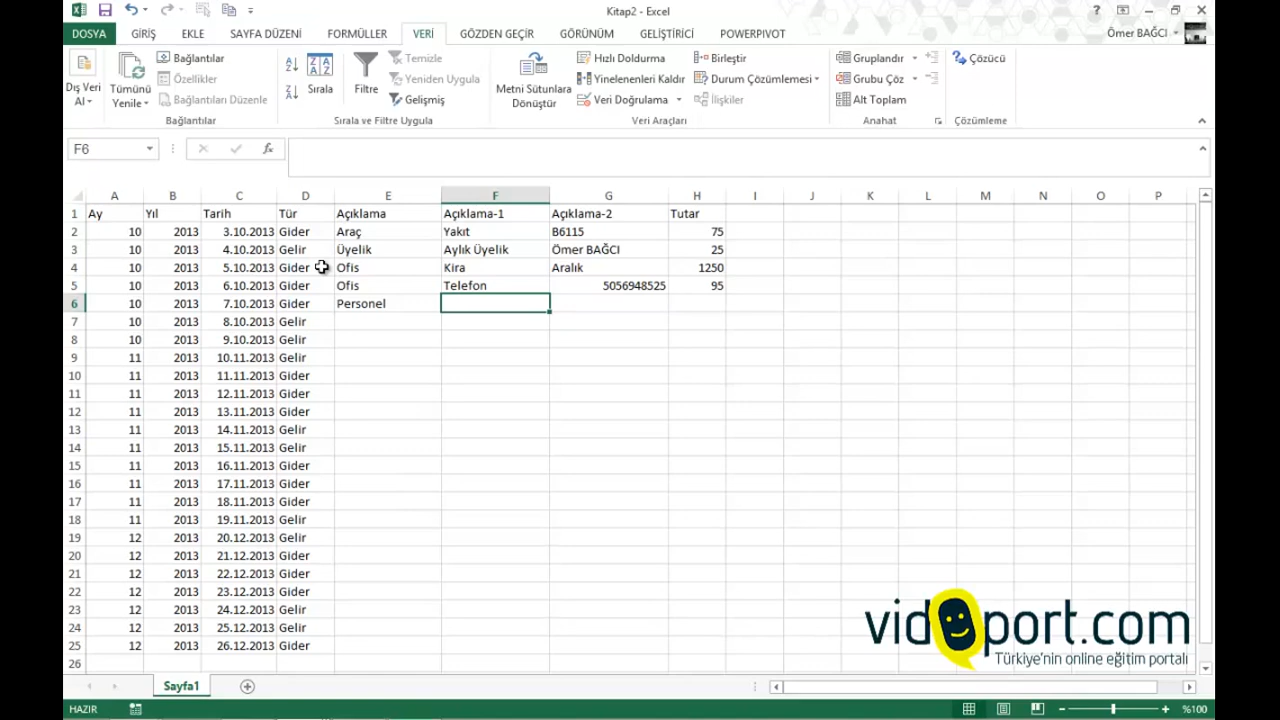 Kitap2 - Excel
DOSYA GİRİŞ EKLE SAYFA DÜZENİ FORMÜLLER VERİ GÖZDEN GEÇİR GÖRÜNÜM GELİŞTİRİCİ POWERPIVOT Ömer BAĞCI
Dış Veri Al
Tümünü Yenile
Bağlantılar
Özellikler
Bağlantıları Düzenle
Bağlantılar
Sırala
Filtre
Temizle
Yeniden Uygula
Gelişmiş
Sırala ve Filtre Uygula
Metni Sütunlara Dönüştür
Hızlı Doldurma
Yinelenenleri Kaldır
Veri Doğrulama
Birleştir
Durum Çözümlemesi
İlişkiler
Veri Araçları
Gruplandır
Grubu Çöz
Alt Toplam
Anahat
Çözücü
Çözümleme
F6
fx
A B C D E F G H I J K L M N O P
1 Ay Yıl Tarih Tür Açıklama Açıklama-1 Açıklama-2 Tutar
2 10 2013 3.10.2013 Gider Araç Yakıt B6115 75
3 10 2013 4.10.2013 Gelir Üyelik Aylık Üyelik Ömer BAĞCI 25
4 10 2013 5.10.2013 Gider Ofis Kira Aralık 1250
5 10 2013 6.10.2013 Gider Ofis Telefon 5056948525 95
6 10 2013 7.10.2013 Gider Personel
7 10 2013 8.10.2013 Gelir
8 10 2013 9.10.2013 Gelir
9 11 2013 10.11.2013 Gelir
10 11 2013 11.11.2013 Gider
11 11 2013 12.11.2013 Gider
12 11 2013 13.11.2013 Gider
13 11 2013 14.11.2013 Gelir
14 11 2013 15.11.2013 Gelir
15 11 2013 16.11.2013 Gider
16 11 2013 17.11.2013 Gider
17 11 2013 18.11.2013 Gider
18 11 2013 19.11.2013 Gelir
19 12 2013 20.12.2013 Gelir
20 12 2013 21.12.2013 Gider
21 12 2013 22.12.2013 Gider
22 12 2013 23.12.2013 Gider
23 12 2013 24.12.2013 Gelir
24 12 2013 25.12.2013 Gelir
25 12 2013 26.12.2013 Gider
26
vidoport.com
Türkiye'nin online eğitim portalı
Sayfa1
HAZIR
%100